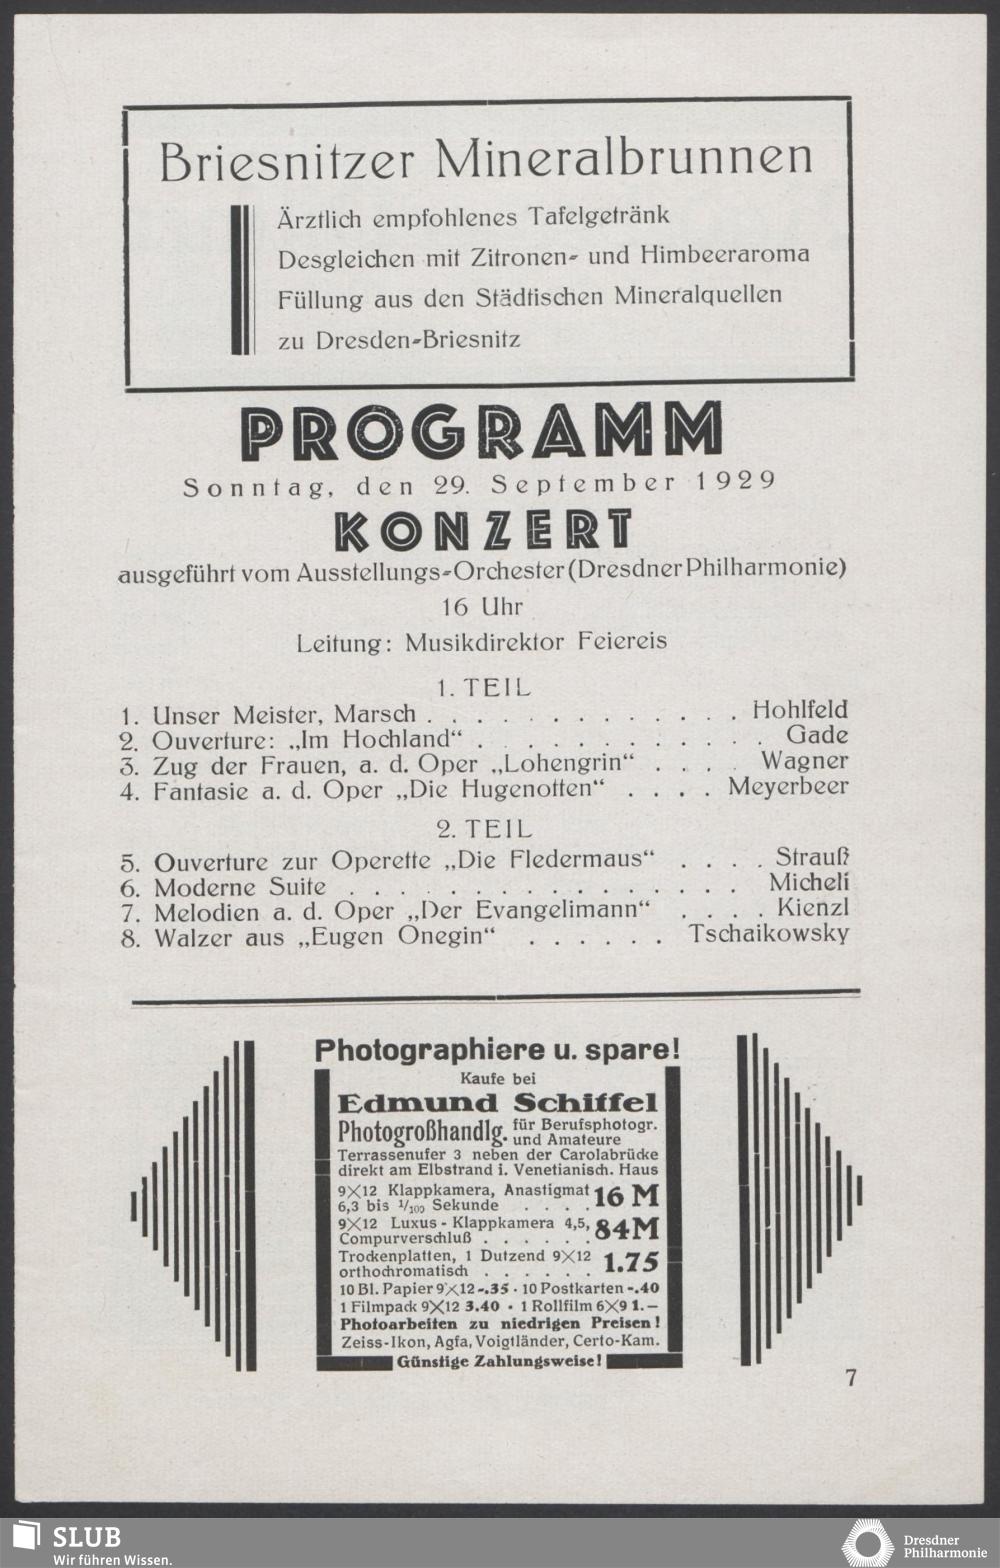 Briesnitzer Mineralbrunnen
Ärztlich empfohlenes Tafelgetränk
Desgleichen mit Zitronen- und Himbeeraroma
Füllung aus den Städtischen Mineralquellen
zu Dresden-Briesnitz
PROGRAMM
Sonntag, den 29. September 1929
KONZERT
ausgeführt vom Ausstellungs-Orchester (Dresdner Philharmonie)
16 Uhr
Leitung: Musikdirektor Feiereis
1. TEIL
1. Unser Meister, Marsch . . . . . . . . . . . . . Hohlfeld
2. Ouverture: „Im Hochland“ . . . . . . . . . . . . Gade
3. Zug der Frauen, a. d. Oper „Lohengrin“ . . . . Wagner
4. Fantasie a. d. Oper „Die Hugenotten“ . . . . Meyerbeer
2. TEIL
5. Ouverture zur Operette „Die Fledermaus“ . . . . Strauß
6. Moderne Suite . . . . . . . . . . . . . . . . Micheli
7. Melodien a. d. Oper „Der Evangelimann“ . . . . Kienzl
8. Walzer aus „Eugen Onegin“ . . . . . . Tschaikowsky
Photographiere u. spare!
Kaufe bei
Edmund Schiffel
Photogroßhandlg. für Berufsphotogr.
und Amateure
Terrassenufer 3 neben der Carolabrücke
direkt am Elbstrand i. Venetianisch. Haus
9×12 Klappkamera, Anastigmat
6,3 bis 1/100 Sekunde . . . . 16 M
9×12 Luxus-Klappkamera 4,5,
Compurverschluß . . . . . . 84 M
Trockenplatten, 1 Dutzend 9×12
orthochromatisch . . . . . . 1.75
10 Bl. Papier 9×12 -.35 · 10 Postkarten -.40
1 Filmpack 9×12 3.40 · 1 Rollfilm 6×9 1.—
Photoarbeiten zu niedrigen Preisen!
Zeiss-Ikon, Agfa, Voigtländer, Certo-Kam.
Günstige Zahlungsweise!
7
SLUB
Wir führen Wissen.
Dresdner
Philharmonie